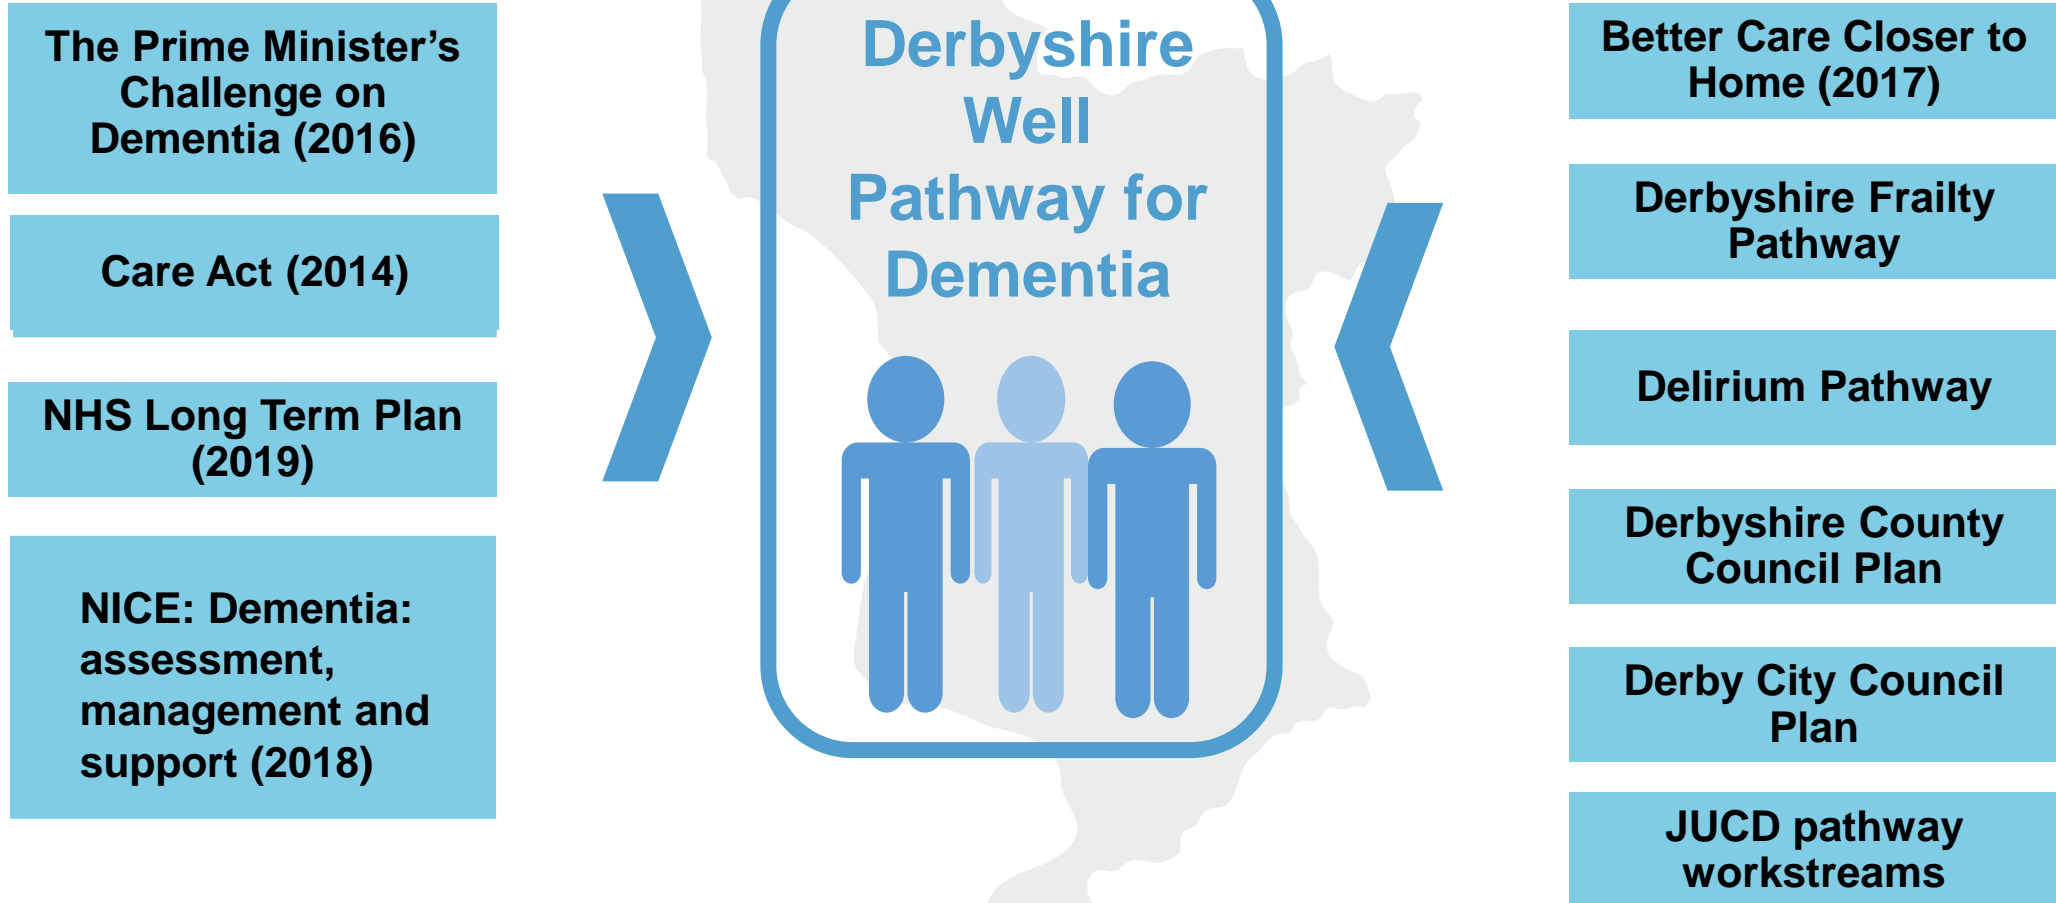 The Prime Minister’s
Challenge on
Dementia (2016)
Care Act (2014)
NHS Long Term Plan
(2019)
NICE: Dementia:
assessment,
management and
support (2018)
Derbyshire
Well
Pathway for
Dementia
Better Care Closer to
Home (2017)
Derbyshire Frailty
Pathway
Delirium Pathway
Derbyshire County
Council Plan
Derby City Council
Plan
JUCD pathway
workstreams